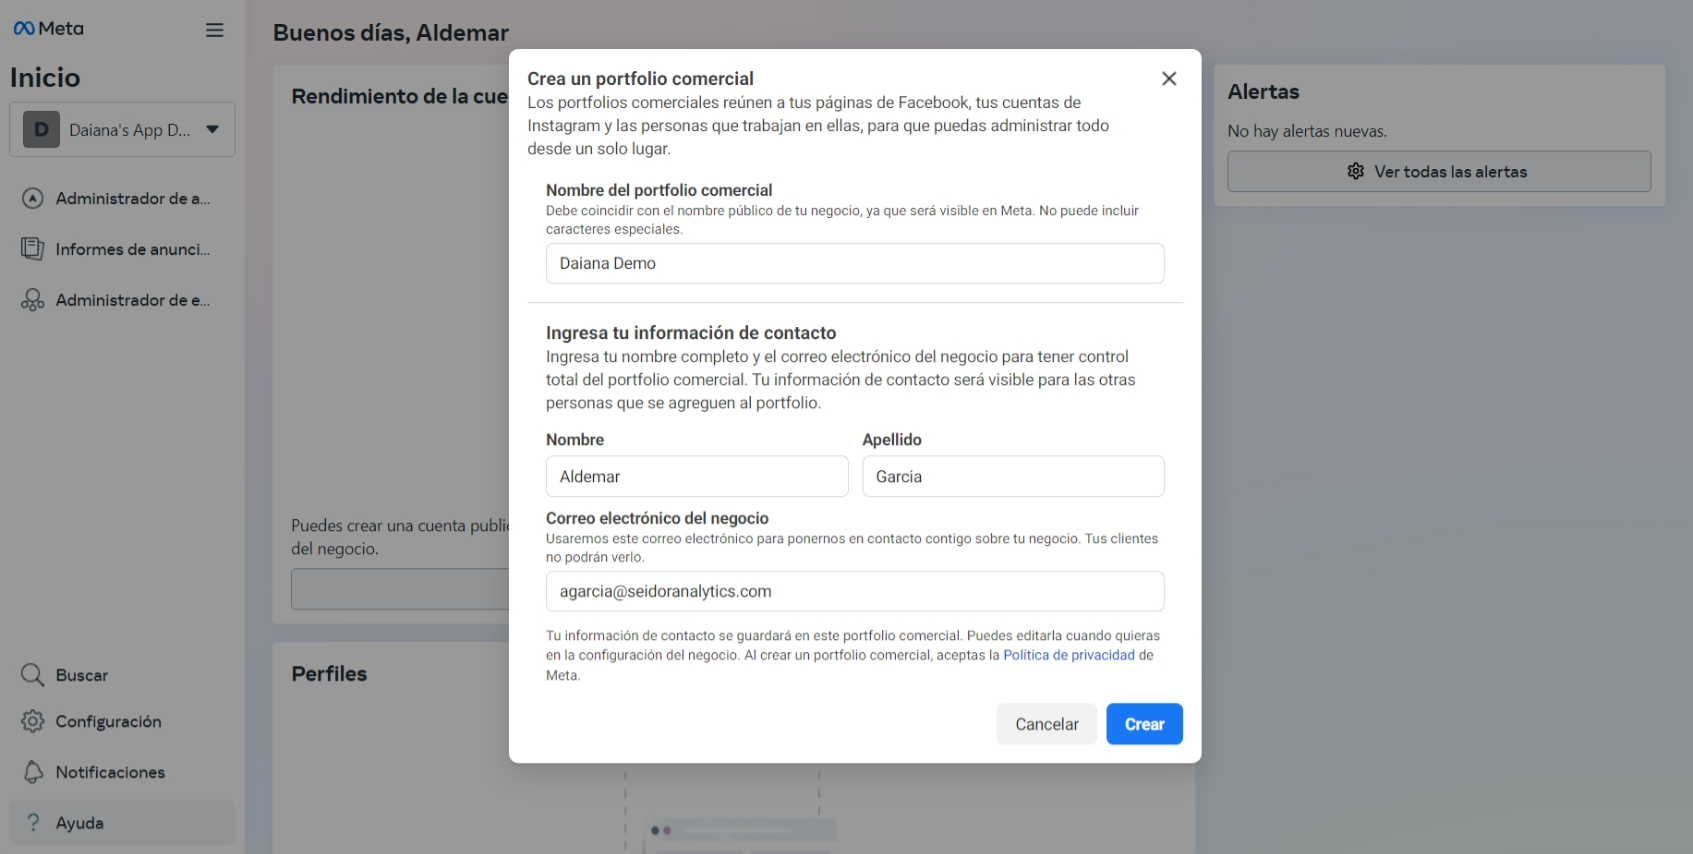 Meta
Inicio
D
Daiana's App D...
Administrador de a...
Informes de anunci...
Administrador de e...
Buscar
Configuración
Notificaciones
? Ayuda
Buenos días, Aldemar
Rendimiento de la cue
Puedes crear una cuenta public
del negocio.
Perfiles
Crea un portfolio comercial
Los portfolios comerciales reúnen a tus páginas de Facebook, tus cuentas de
Instagram y las personas que trabajan en ellas, para que puedas administrar todo
desde un solo lugar.
Nombre del portfolio comercial
Debe coincidir con el nombre público de tu negocio, ya que será visible en Meta. No puede incluir
caracteres especiales.
Daiana Demo
Ingresa tu información de contacto
Ingresa tu nombre completo y el correo electrónico del negocio para tener control
total del portfolio comercial. Tu información de contacto será visible para las otras
personas que se agreguen al portfolio.
Nombre
Apellido
Aldemar
Garcia
Correo electrónico del negocio
Usaremos este correo electrónico para ponernos en contacto contigo sobre tu negocio. Tus clientes
no podrán verlo.
agarcia@seidoranalytics.com
Tu información de contacto se guardará en este portfolio comercial. Puedes editarla cuando quieras
en la configuración del negocio. Al crear un portfolio comercial, aceptas la Política de privacidad de
Meta.
Cancelar
Crear
Alertas
No hay alertas nuevas.
Ver todas las alertas